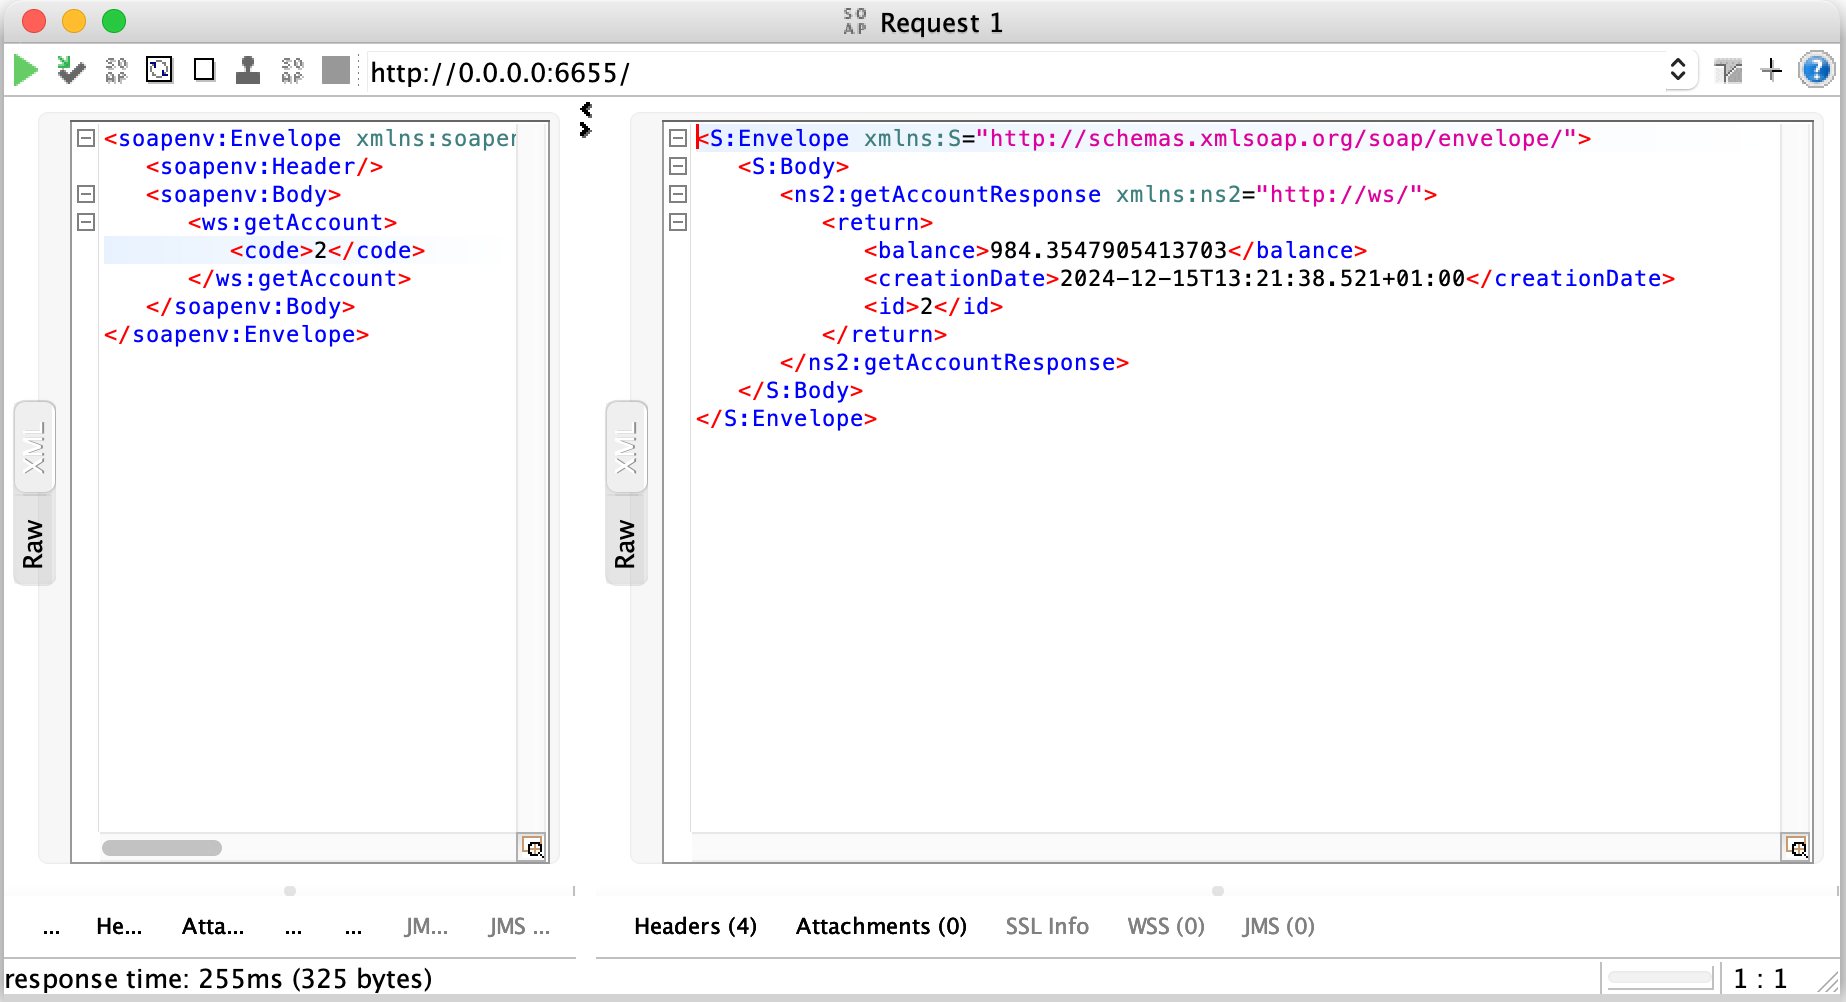 SOAP Request 1
http://0.0.0.0:6655/
<soapenv:Envelope xmlns:soapen
<soapenv:Header/>
<soapenv:Body>
<ws:getAccount>
<code>2</code>
</ws:getAccount>
</soapenv:Body>
</soapenv:Envelope>
XML
Raw
... He... Atta... ... ... JM... JMS ...
<S:Envelope xmlns:S="http://schemas.xmlsoap.org/soap/envelope/">
<S:Body>
<ns2:getAccountResponse xmlns:ns2="http://ws/">
<return>
<balance>984.3547905413703</balance>
<creationDate>2024-12-15T13:21:38.521+01:00</creationDate>
<id>2</id>
</return>
</ns2:getAccountResponse>
</S:Body>
</S:Envelope>
XML
Raw
Headers (4) Attachments (0) SSL Info WSS (0) JMS (0)
response time: 255ms (325 bytes)
1 : 1